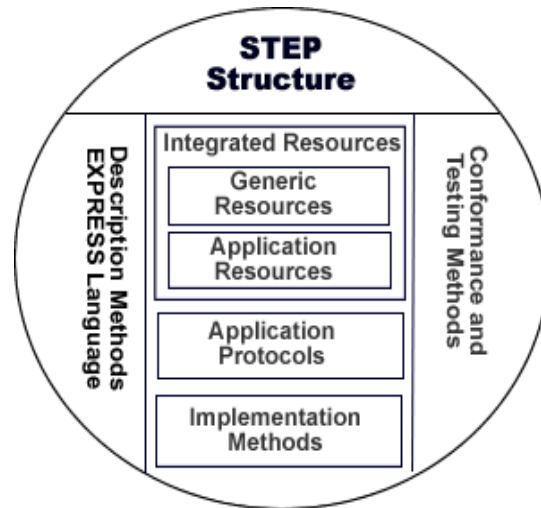 STEP
Structure
Description Methods
EXPRESS Language
Integrated Resources
Generic
Resources
Application
Resources
Application
Protocols
Implementation
Methods
Conformance and
Testing Methods